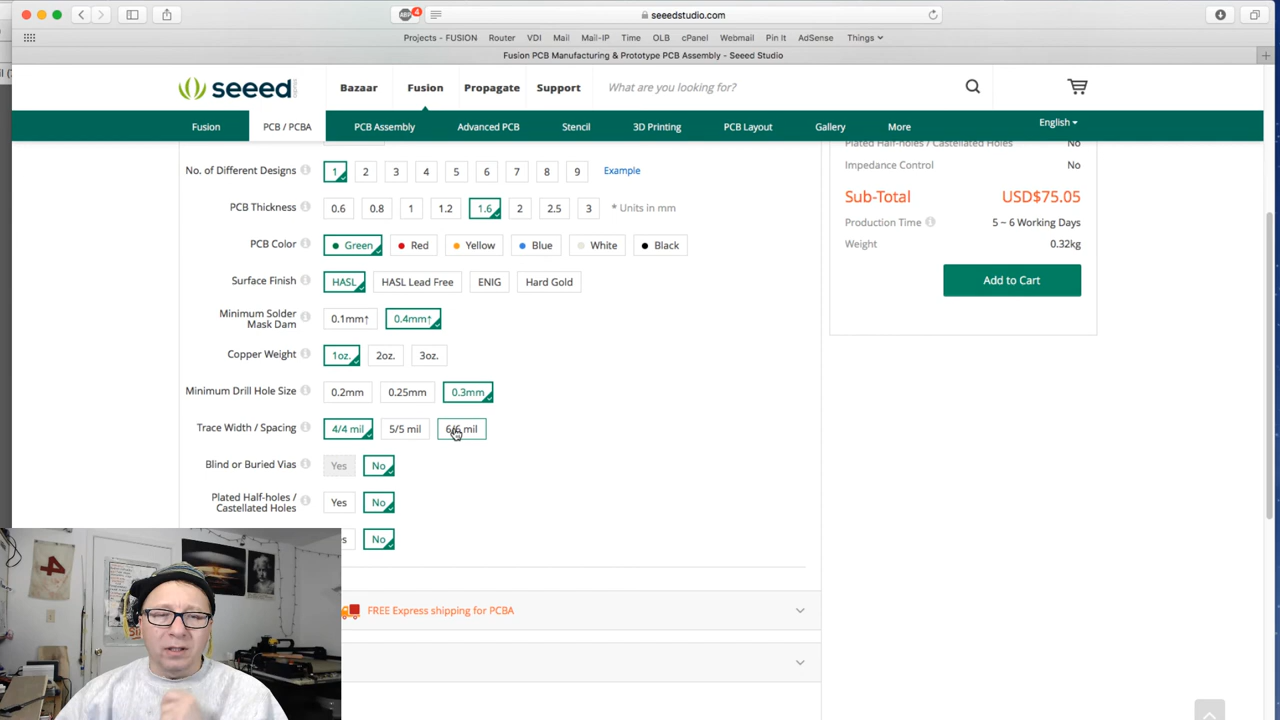 4
seeedstudio.com
Projects - FUSION Router VDI Mail Mail-IP Time OLB cPanel Webmail Pin It AdSense Things
Fusion PCB Manufacturing & Prototype PCB Assembly - Seeed Studio
seeed
Bazaar Fusion Propagate Support What are you looking for?
Fusion PCB / PCBA PCB Assembly Advanced PCB Stencil 3D Printing PCB Layout Gallery More English
Plated Half-holes / Castellated Holes No
Impedance Control No
Sub-Total USD$75.05
Production Time 5 ~ 6 Working Days
Weight 0.32kg
Add to Cart
No. of Different Designs 1 2 3 4 5 6 7 8 9 Example
PCB Thickness 0.6 0.8 1 1.2 1.6 2 2.5 3 * Units in mm
PCB Color Green Red Yellow Blue White Black
Surface Finish HASL HASL Lead Free ENIG Hard Gold
Minimum Solder Mask Dam 0.1mm↑ 0.4mm↑
Copper Weight 1oz. 2oz. 3oz.
Minimum Drill Hole Size 0.2mm 0.25mm 0.3mm
Trace Width / Spacing 4/4 mil 5/5 mil 6/6 mil
Blind or Buried Vias Yes No
Plated Half-holes / Castellated Holes Yes No
No
FREE Express shipping for PCBA
4